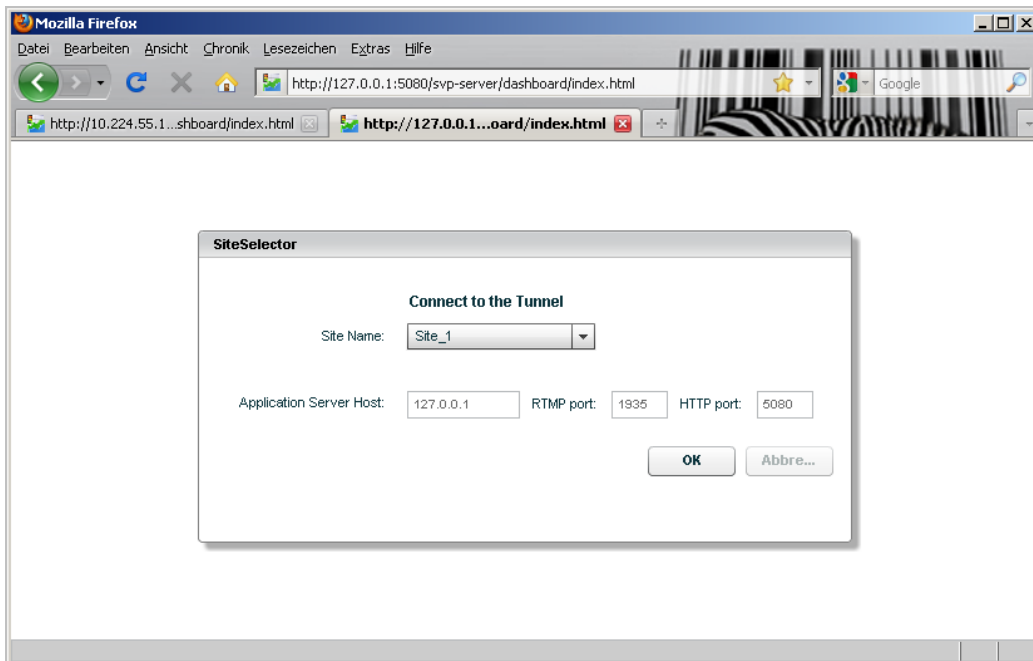 Mozilla Firefox
Datei Bearbeiten Ansicht Chronik Lesezeichen Extras Hilfe
http://127.0.0.1:5080/svp-server/dashboard/index.html Google
http://10.224.55.1...shboard/index.html http://127.0.0.1...oard/index.html
SiteSelector
Connect to the Tunnel
Site Name: Site_1
Application Server Host: 127.0.0.1 RTMP port: 1935 HTTP port: 5080
OK Abbre...